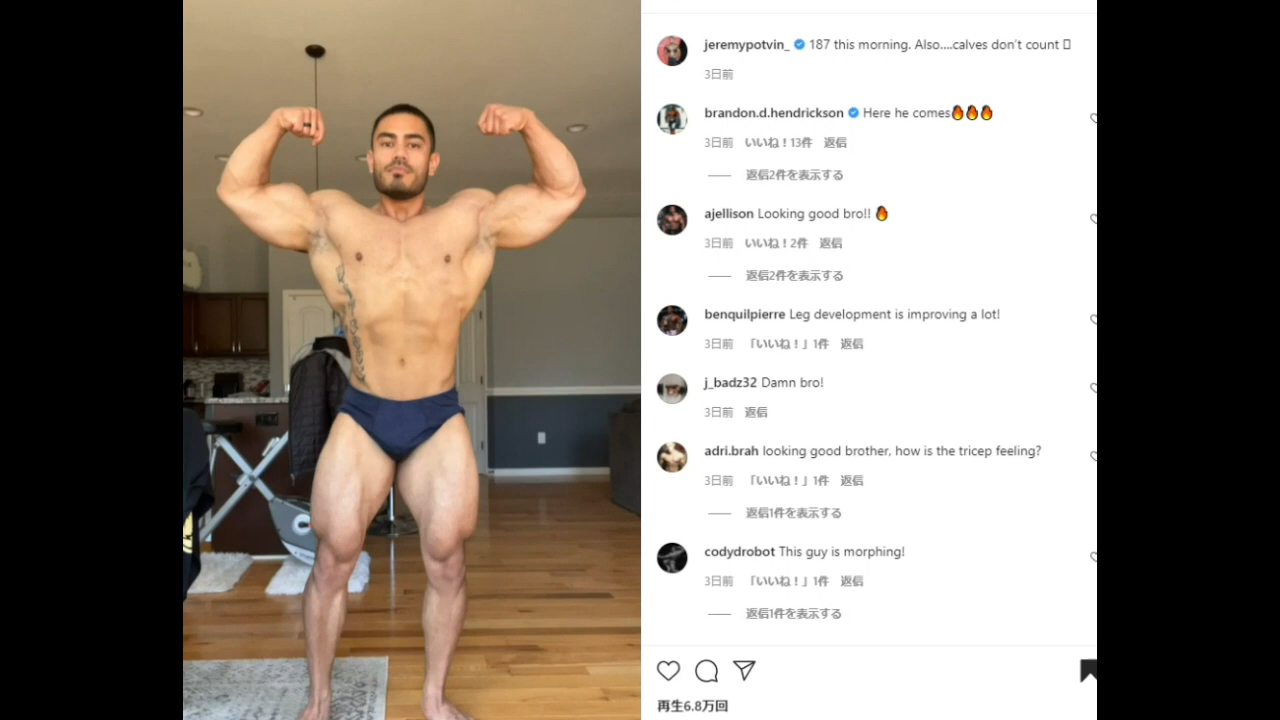 jeremypotvin_ 187 this morning. Also....calves don't count
3日前
brandon.d.hendrickson Here he comes🔥🔥🔥
3日前 いいね！13件 返信
返信2件を表示する
ajellison Looking good bro!! 🔥
3日前 いいね！2件 返信
返信2件を表示する
benquilpierre Leg development is improving a lot!
3日前 「いいね！」1件 返信
j_badz32 Damn bro!
3日前 返信
adri.brah looking good brother, how is the tricep feeling?
3日前 「いいね！」1件 返信
返信1件を表示する
codydrobot This guy is morphing!
3日前 「いいね！」1件 返信
返信1件を表示する
再生6.8万回